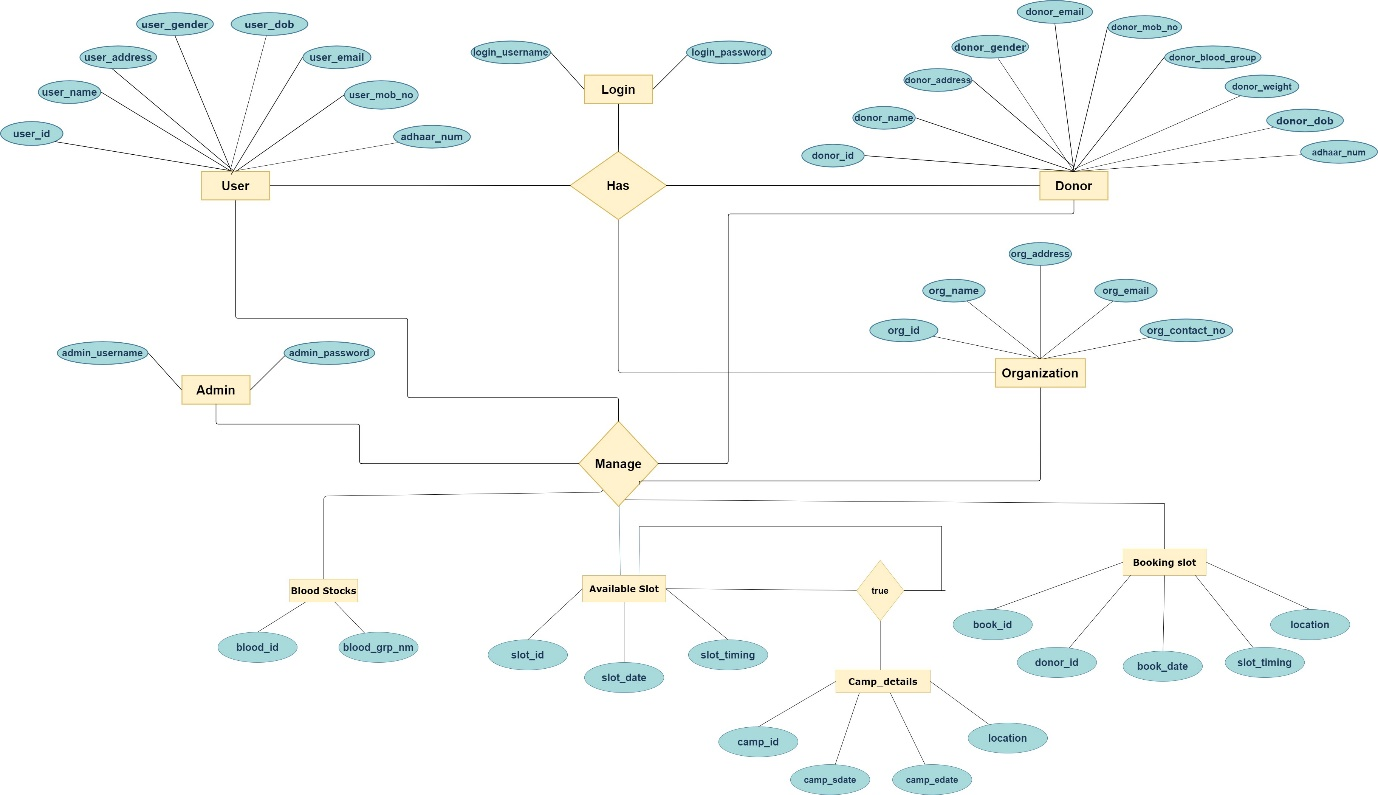 donor_email
user_gender
user_dob
donor_mob_no
donor_gender
login_username
login_password
user_address
user_email
donor_blood_group
donor_address
donor_weight
Login
user_name
user_mob_no
donor_name
donor_dob
user_id
adhaar_num
donor_id
adhaar_num
User
Has
Donor
org_address
org_name
org_email
org_id
org_contact_no
admin_username
admin_password
Organization
Admin
Manage
Booking slot
Blood Stocks
Available Slot
true
book_id
location
blood_id
blood_grp_nm
slot_id
slot_timing
donor_id
book_date
slot_timing
slot_date
Camp_details
camp_id
location
camp_sdate
camp_edate